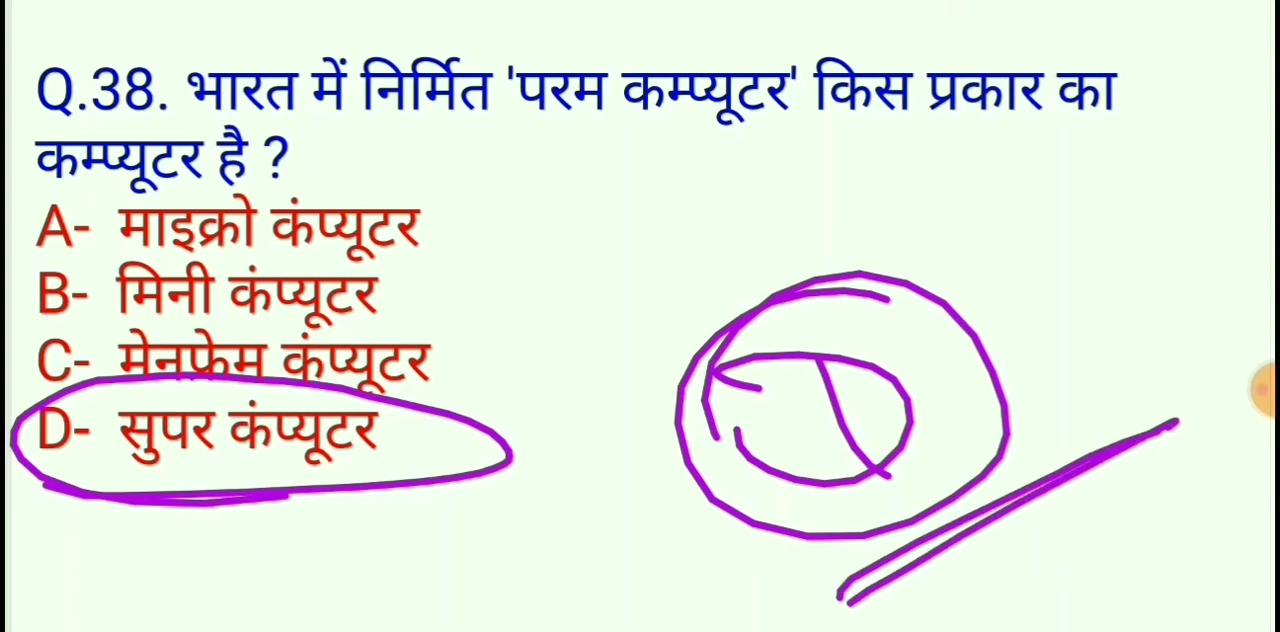 Q.38. भारत में निर्मित 'परम कम्प्यूटर' किस प्रकार का
कम्प्यूटर है ?
A- माइक्रो कंप्यूटर
B- मिनी कंप्यूटर
C- मेनफ्रेम कंप्यूटर
D- सुपर कंप्यूटर